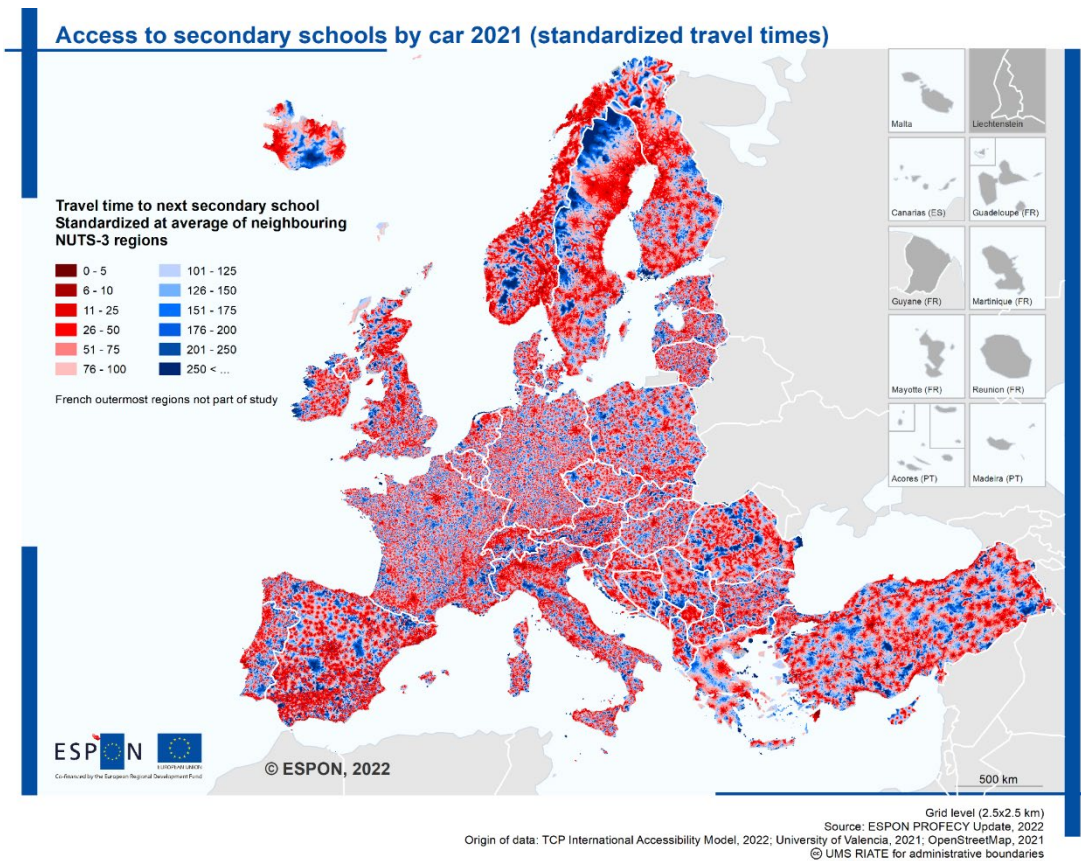 Access to secondary schools by car 2021 (standardized travel times)
Malta
Liechtenstein
Canarias (ES)
Guadeloupe (FR)
Guyane (FR)
Martinique (FR)
Mayotte (FR)
Reunion (FR)
Acores (PT)
Madeira (PT)
Travel time to next secondary school
Standardized at average of neighbouring
NUTS-3 regions
0 - 5
6 - 10
11 - 25
26 - 50
51 - 75
76 - 100
101 - 125
126 - 150
151 - 175
176 - 200
201 - 250
250 < ...
French outermost regions not part of study
ESPON
EUROPEAN UNION
Co-financed by the European Regional Development Fund
© ESPON, 2022
500 km
Grid level (2.5x2.5 km)
Source: ESPON PROFECY Update, 2022
Origin of data: TCP International Accessibility Model, 2022; University of Valencia, 2021; OpenStreetMap, 2021
㏄ UMS RIATE for administrative boundaries